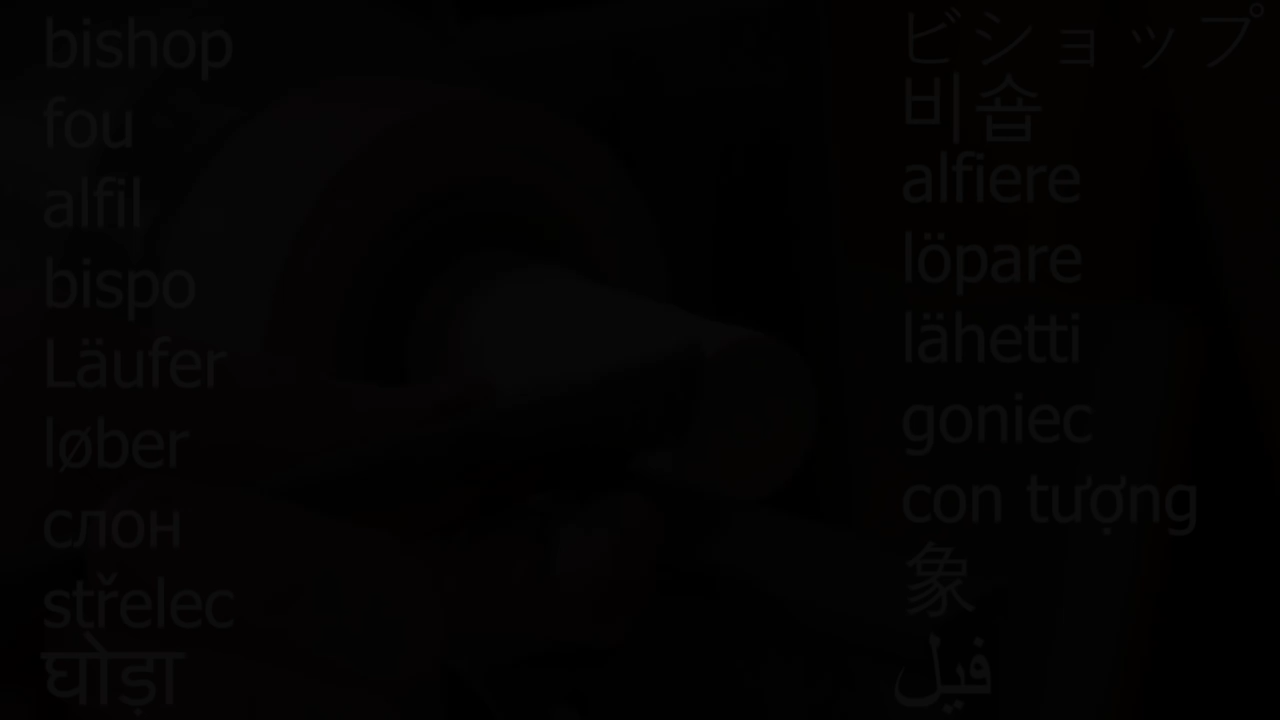 bishop
fou
alfil
bispo
Läufer
løber
слон
střelec
घोड़ा
ビショップ
비숍
alfiere
löpare
lähetti
goniec
con tượng
象
فيل